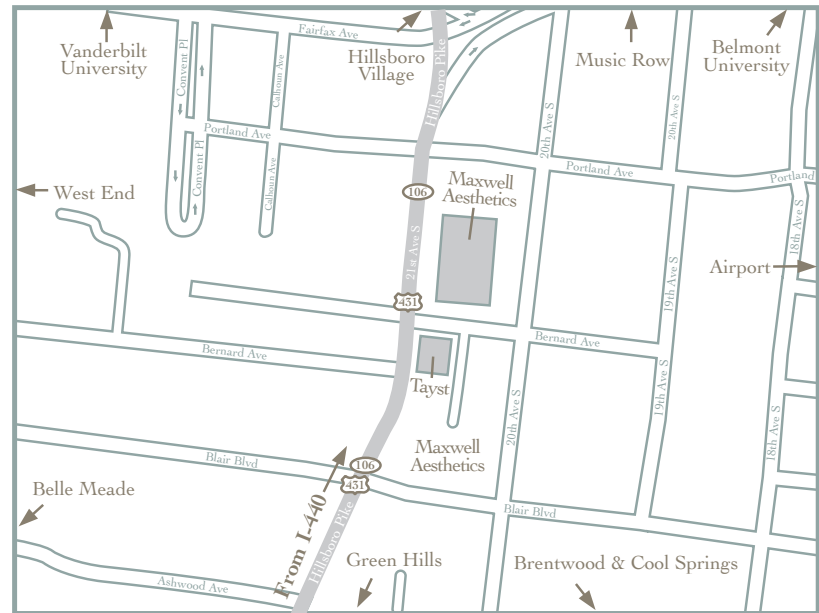 Fairfax Ave
Vanderbilt
University
Hillsboro
Village
Music Row
Belmont
University
Convent Pl
Calhoun Ave
Hillsboro Pike
20th Ave S
20th Ave S
Portland Ave
Portland Ave
Portland
Convent Pl
Calhoun Ave
West End
106
Maxwell
Aesthetics
21st Ave S
18th Ave S
19th Ave S
Airport
431
Bernard Ave
Bernard Ave
Tayst
20th Ave S
19th Ave S
18th Ave S
Maxwell
Aesthetics
Blair Blvd
106
431
Blair Blvd
Belle Meade
From I-440
Hillsboro Pike
Green Hills
Brentwood & Cool Springs
Ashwood Ave